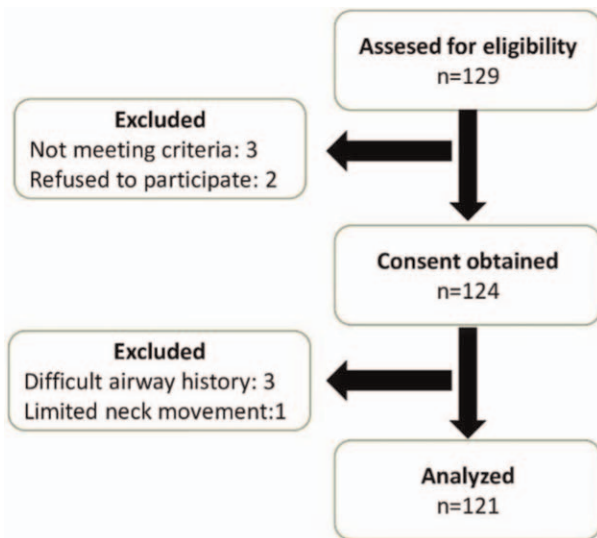 Assesed for eligibility
n=129
Excluded
Not meeting criteria: 3
Refused to participate: 2
Consent obtained
n=124
Excluded
Difficult airway history: 3
Limited neck movement:1
Analyzed
n=121